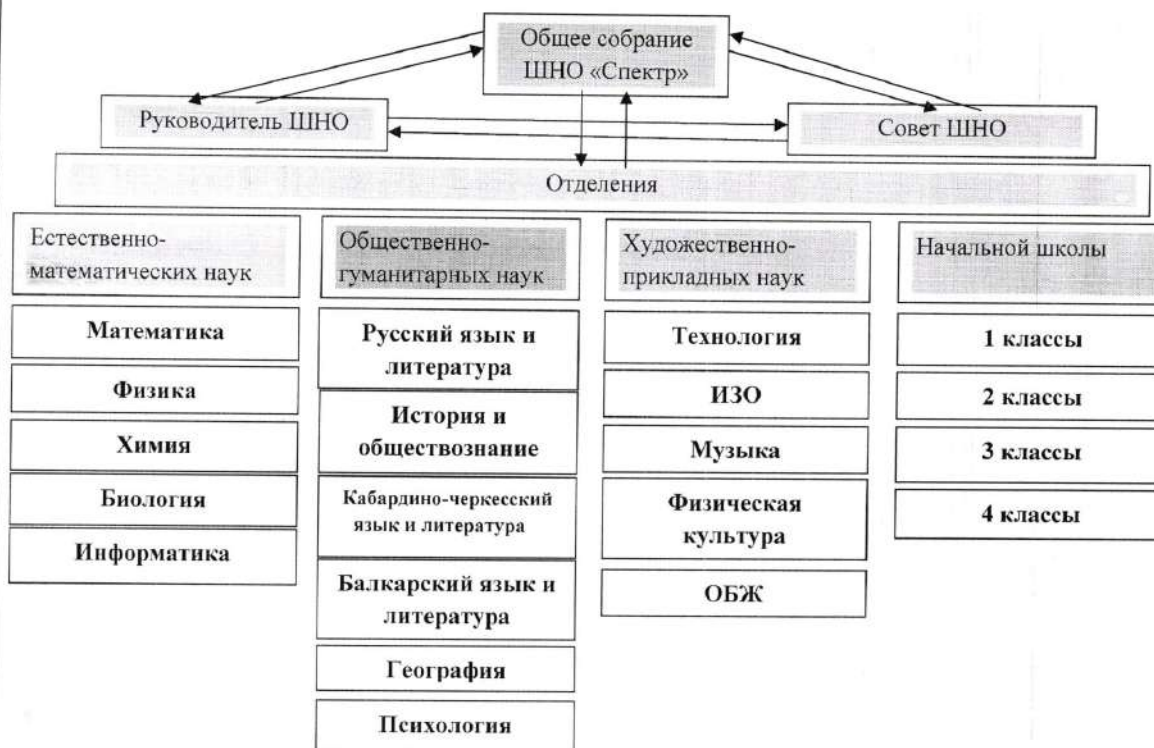 Общее собрание
ШНО «Спектр»
Руководитель ШНО
Совет ШНО
Отделения
Естественно-
математических наук
Общественно-
гуманитарных наук
Художественно-
прикладных наук
Начальной школы
Математика
Физика
Химия
Биология
Информатика
Русский язык и
литература
История и
обществознание
Кабардино-черкесский
язык и литература
Балкарский язык и
литература
География
Психология
Технология
ИЗО
Музыка
Физическая
культура
ОБЖ
1 классы
2 классы
3 классы
4 классы